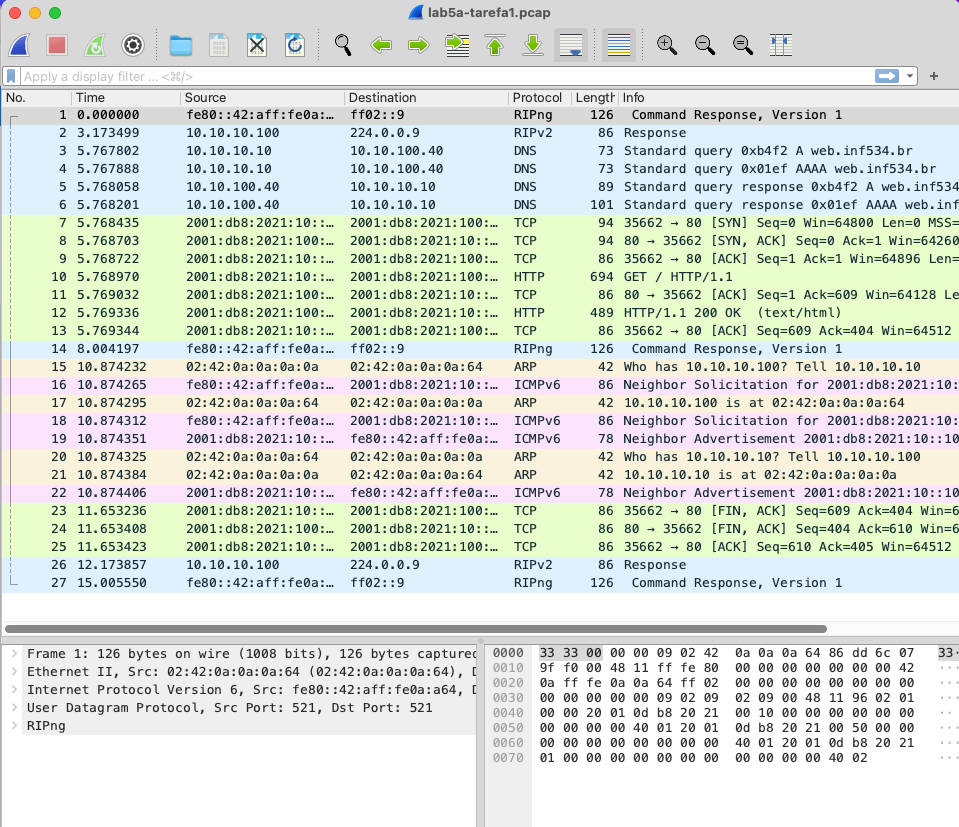 lab5a-tarefa1.pcap
Apply a display filter … <⌘/>
No. Time Source Destination Protocol Length Info
1 0.000000 fe80::42:aff:fe0a:… ff02::9 RIPng 126 Command Response, Version 1
2 3.173499 10.10.10.100 224.0.0.9 RIPv2 86 Response
3 5.767802 10.10.10.10 10.10.100.40 DNS 73 Standard query 0xb4f2 A web.inf534.br
4 5.767888 10.10.10.10 10.10.100.40 DNS 73 Standard query 0x01ef AAAA web.inf534.br
5 5.768058 10.10.100.40 10.10.10.10 DNS 89 Standard query response 0xb4f2 A web.inf534
6 5.768201 10.10.100.40 10.10.10.10 DNS 101 Standard query response 0x01ef AAAA web.inf
7 5.768435 2001:db8:2021:10::… 2001:db8:2021:100:… TCP 94 35662 → 80 [SYN] Seq=0 Win=64800 Len=0 MSS=
8 5.768703 2001:db8:2021:100:… 2001:db8:2021:10::… TCP 94 80 → 35662 [SYN, ACK] Seq=0 Ack=1 Win=64260
9 5.768722 2001:db8:2021:10::… 2001:db8:2021:100:… TCP 86 35662 → 80 [ACK] Seq=1 Ack=1 Win=64896 Len=
10 5.768970 2001:db8:2021:10::… 2001:db8:2021:100:… HTTP 694 GET / HTTP/1.1
11 5.769032 2001:db8:2021:100:… 2001:db8:2021:10::… TCP 86 80 → 35662 [ACK] Seq=1 Ack=609 Win=64128 Le
12 5.769336 2001:db8:2021:100:… 2001:db8:2021:10::… HTTP 489 HTTP/1.1 200 OK (text/html)
13 5.769344 2001:db8:2021:10::… 2001:db8:2021:100:… TCP 86 35662 → 80 [ACK] Seq=609 Ack=404 Win=64512
14 8.004197 fe80::42:aff:fe0a:… ff02::9 RIPng 126 Command Response, Version 1
15 10.874232 02:42:0a:0a:0a:0a 02:42:0a:0a:0a:64 ARP 42 Who has 10.10.10.100? Tell 10.10.10.10
16 10.874265 fe80::42:aff:fe0a:… 2001:db8:2021:10::… ICMPv6 86 Neighbor Solicitation for 2001:db8:2021:10:
17 10.874295 02:42:0a:0a:0a:64 02:42:0a:0a:0a:0a ARP 42 10.10.10.100 is at 02:42:0a:0a:0a:64
18 10.874312 fe80::42:aff:fe0a:… 2001:db8:2021:10::… ICMPv6 86 Neighbor Solicitation for 2001:db8:2021:10:
19 10.874351 2001:db8:2021:10::… fe80::42:aff:fe0a:… ICMPv6 78 Neighbor Advertisement 2001:db8:2021:10::10
20 10.874325 02:42:0a:0a:0a:64 02:42:0a:0a:0a:0a ARP 42 Who has 10.10.10.10? Tell 10.10.10.100
21 10.874384 02:42:0a:0a:0a:0a 02:42:0a:0a:0a:64 ARP 42 10.10.10.10 is at 02:42:0a:0a:0a:0a
22 10.874406 2001:db8:2021:10::… fe80::42:aff:fe0a:… ICMPv6 78 Neighbor Advertisement 2001:db8:2021:10::10
23 11.653236 2001:db8:2021:10::… 2001:db8:2021:100:… TCP 86 35662 → 80 [FIN, ACK] Seq=609 Ack=404 Win=6
24 11.653408 2001:db8:2021:100:… 2001:db8:2021:10::… TCP 86 80 → 35662 [FIN, ACK] Seq=404 Ack=610 Win=6
25 11.653423 2001:db8:2021:10::… 2001:db8:2021:100:… TCP 86 35662 → 80 [ACK] Seq=610 Ack=405 Win=64512
26 12.173857 10.10.10.100 224.0.0.9 RIPv2 86 Response
27 15.005550 fe80::42:aff:fe0a:… ff02::9 RIPng 126 Command Response, Version 1
Frame 1: 126 bytes on wire (1008 bits), 126 bytes captured
Ethernet II, Src: 02:42:0a:0a:0a:64 (02:42:0a:0a:0a:64), D
Internet Protocol Version 6, Src: fe80::42:aff:fe0a:a64, D
User Datagram Protocol, Src Port: 521, Dst Port: 521
RIPng
0000 33 33 00 00 00 09 02 42 0a 0a 0a 64 86 dd 6c 07 33·
0010 9f f0 00 48 11 ff fe 80 00 00 00 00 00 00 00 42 ···
0020 0a ff fe 0a 0a 64 ff 02 00 00 00 00 00 00 00 00 ···
0030 00 00 00 00 00 09 02 09 02 09 00 48 11 96 02 01 ···
0040 00 00 20 01 0d b8 20 21 00 10 00 00 00 00 00 00 ·· 
0050 00 00 00 00 40 01 20 01 0d b8 20 21 00 50 00 00 ···
0060 00 00 00 00 00 00 00 00 40 01 20 01 0d b8 20 21 ···
0070 01 00 00 00 00 00 00 00 00 00 00 00 40 02 ···